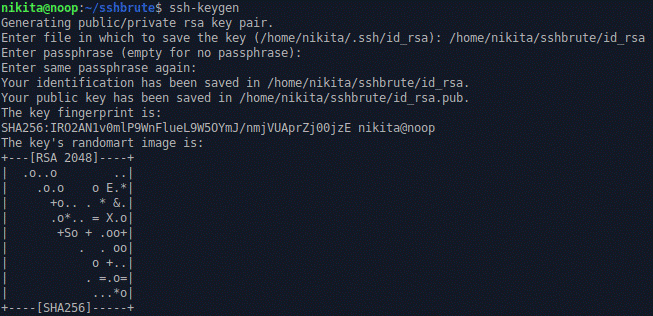 nikita@noop:~/sshbrute$ ssh-keygen
Generating public/private rsa key pair.
Enter file in which to save the key (/home/nikita/.ssh/id_rsa): /home/nikita/sshbrute/id_rsa
Enter passphrase (empty for no passphrase):
Enter same passphrase again:
Your identification has been saved in /home/nikita/sshbrute/id_rsa.
Your public key has been saved in /home/nikita/sshbrute/id_rsa.pub.
The key fingerprint is:
SHA256:IRO2AN1v0mlP9WnFlueL9W5OYmJ/nmjVUAprZj00jzE nikita@noop
The key's randomart image is:
+---[RSA 2048]----+
|  .o..o        ..|
|    .o.o    o E.*|
|      +o.. . * &.|
|      .o*.. = X.o|
|       +So + .oo+|
|          .  . oo|
|            o +..|
|           . =.o=|
|            ...*o|
+----[SHA256]-----+